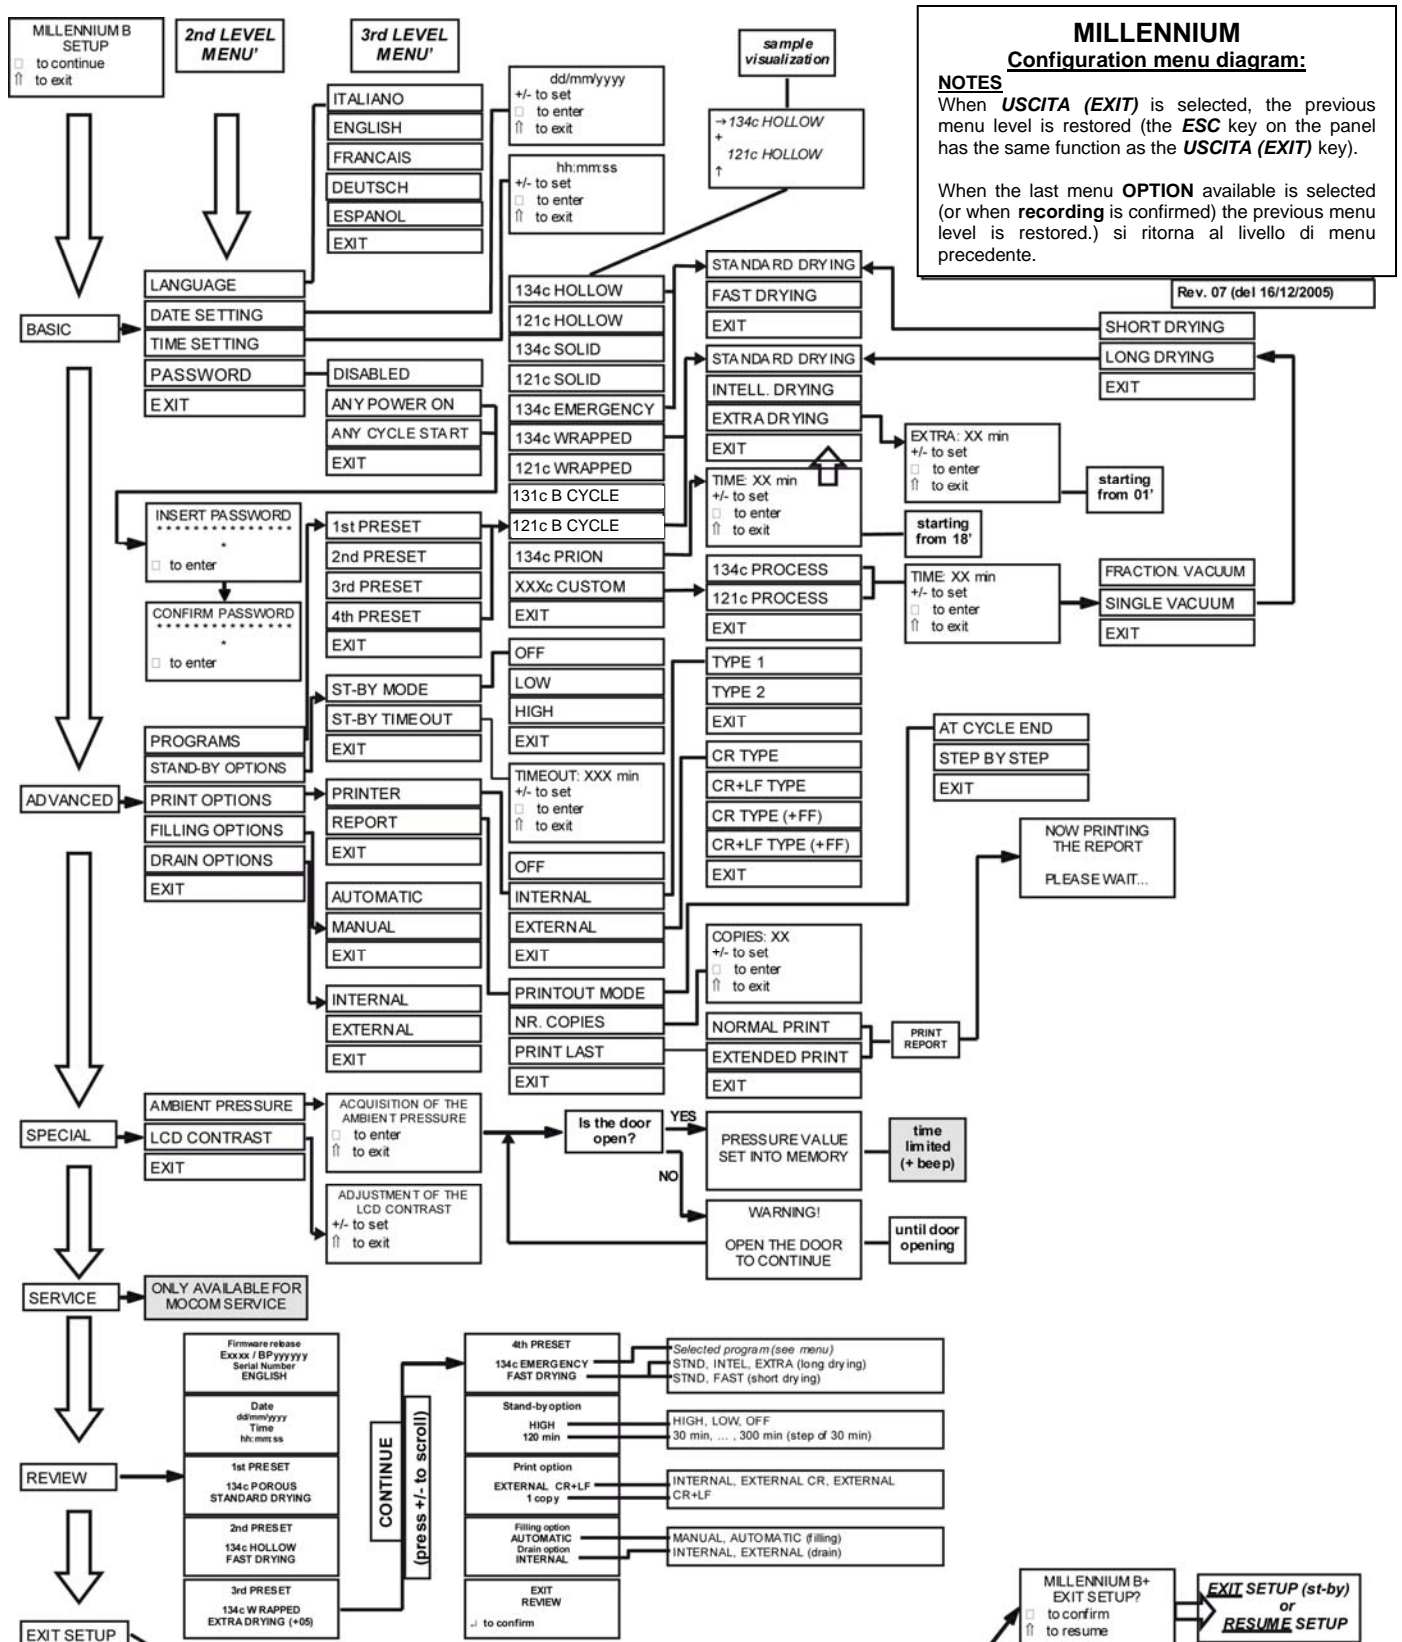 MILLENNIUM B
SETUP
to continue
⇑ to exit
2nd LEVEL
MENU'
3rd LEVEL
MENU'
sample
visualization
MILLENNIUM
Configuration menu diagram:
NOTES
When USCITA (EXIT) is selected, the previous
menu level is restored (the ESC key on the panel
has the same function as the USCITA (EXIT) key).
When the last menu OPTION available is selected
(or when recording is confirmed) the previous menu
level is restored.) si ritorna al livello di menu
precedente.
Rev. 07 (del 16/12/2005)
ITALIANO
ENGLISH
FRANCAIS
DEUTSCH
ESPANOL
EXIT
dd/mm/yyyy
+/- to set
□ to enter
⇑ to exit
hh:mm:ss
+/- to set
□ to enter
⇑ to exit
→134c HOLLOW
+
121c HOLLOW
↑
BASIC
LANGUAGE
DATE SETTING
TIME SETTING
PASSWORD
EXIT
DISABLED
ANY POWER ON
ANY CYCLE START
EXIT
134c HOLLOW
121c HOLLOW
134c SOLID
121c SOLID
134c EMERGENCY
134c WRAPPED
121c WRAPPED
131c B CYCLE
121c B CYCLE
134c PRION
XXXc CUSTOM
EXIT
STANDARD DRYING
FAST DRYING
EXIT
STANDARD DRYING
INTELL. DRYING
EXTRA DRYING
EXIT
SHORT DRYING
LONG DRYING
EXIT
EXTRA: XX min
+/- to set
□ to enter
⇑ to exit
starting
from 01'
TIME: XX min
+/- to set
□ to enter
⇑ to exit
starting
from 18'
INSERT PASSWORD
* * * * * * * * * * * * * * *
*
□ to enter
CONFIRM PASSWORD
* * * * * * * * * * * * * * *
*
□ to enter
1st PRESET
2nd PRESET
3rd PRESET
4th PRESET
EXIT
134c PROCESS
121c PROCESS
EXIT
TIME: XX min
+/- to set
□ to enter
⇑ to exit
FRACTION. VACUUM
SINGLE VACUUM
EXIT
ADVANCED
PROGRAMS
STAND-BY OPTIONS
PRINT OPTIONS
FILLING OPTIONS
DRAIN OPTIONS
EXIT
ST-BY MODE
ST-BY TIMEOUT
EXIT
PRINTER
REPORT
EXIT
AUTOMATIC
MANUAL
EXIT
INTERNAL
EXTERNAL
EXIT
OFF
LOW
HIGH
EXIT
TIMEOUT: XXX min
+/- to set
□ to enter
⇑ to exit
OFF
INTERNAL
EXTERNAL
EXIT
PRINTOUT MODE
NR. COPIES
PRINT LAST
EXIT
TYPE 1
TYPE 2
EXIT
CR TYPE
CR+LF TYPE
CR TYPE (+FF)
CR+LF TYPE (+FF)
EXIT
COPIES: XX
+/- to set
□ to enter
⇑ to exit
NORMAL PRINT
EXTENDED PRINT
EXIT
AT CYCLE END
STEP BY STEP
EXIT
PRINT
REPORT
NOW PRINTING
THE REPORT
PLEASE WAIT...
SPECIAL
AMBIENT PRESSURE
LCD CONTRAST
EXIT
ACQUISITION OF THE
AMBIENT PRESSURE
□ to enter
⇑ to exit
ADJUSTMENT OF THE
LCD CONTRAST
+/- to set
⇑ to exit
Is the door
open?
YES
NO
PRESSURE VALUE
SET INTO MEMORY
time
limited
(+ beep)
WARNING!
OPEN THE DOOR
TO CONTINUE
until door
opening
SERVICE
ONLY AVAILABLE FOR
MOCOM SERVICE
REVIEW
Firmware release
Exxxx / BPyyyyyy
Serial Number
ENGLISH
Date
dd/mm/yyyy
Time
hh:mm:ss
1st PRESET
134c POROUS
STANDARD DRYING
2nd PRESET
134c HOLLOW
FAST DRYING
3rd PRESET
134c WRAPPED
EXTRA DRYING (+05)
CONTINUE
(press +/- to scroll)
4th PRESET
134c EMERGENCY
FAST DRYING
Stand-by option
HIGH
120 min
Print option
EXTERNAL CR+LF
1 copy
Filling option
AUTOMATIC
Drain option
INTERNAL
EXIT
REVIEW
↵ to confirm
Selected program (see menu)
STND, INTEL, EXTRA (long drying)
STND, FAST (short drying)
HIGH, LOW, OFF
30 min, ... , 300 min (step of 30 min)
INTERNAL, EXTERNAL CR, EXTERNAL
CR+LF
MANUAL, AUTOMATIC (filling)
INTERNAL, EXTERNAL (drain)
EXIT SETUP
MILLENNIUM B+
EXIT SETUP?
□ to confirm
⇑ to resume
EXIT SETUP (st-by)
or
RESUME SETUP